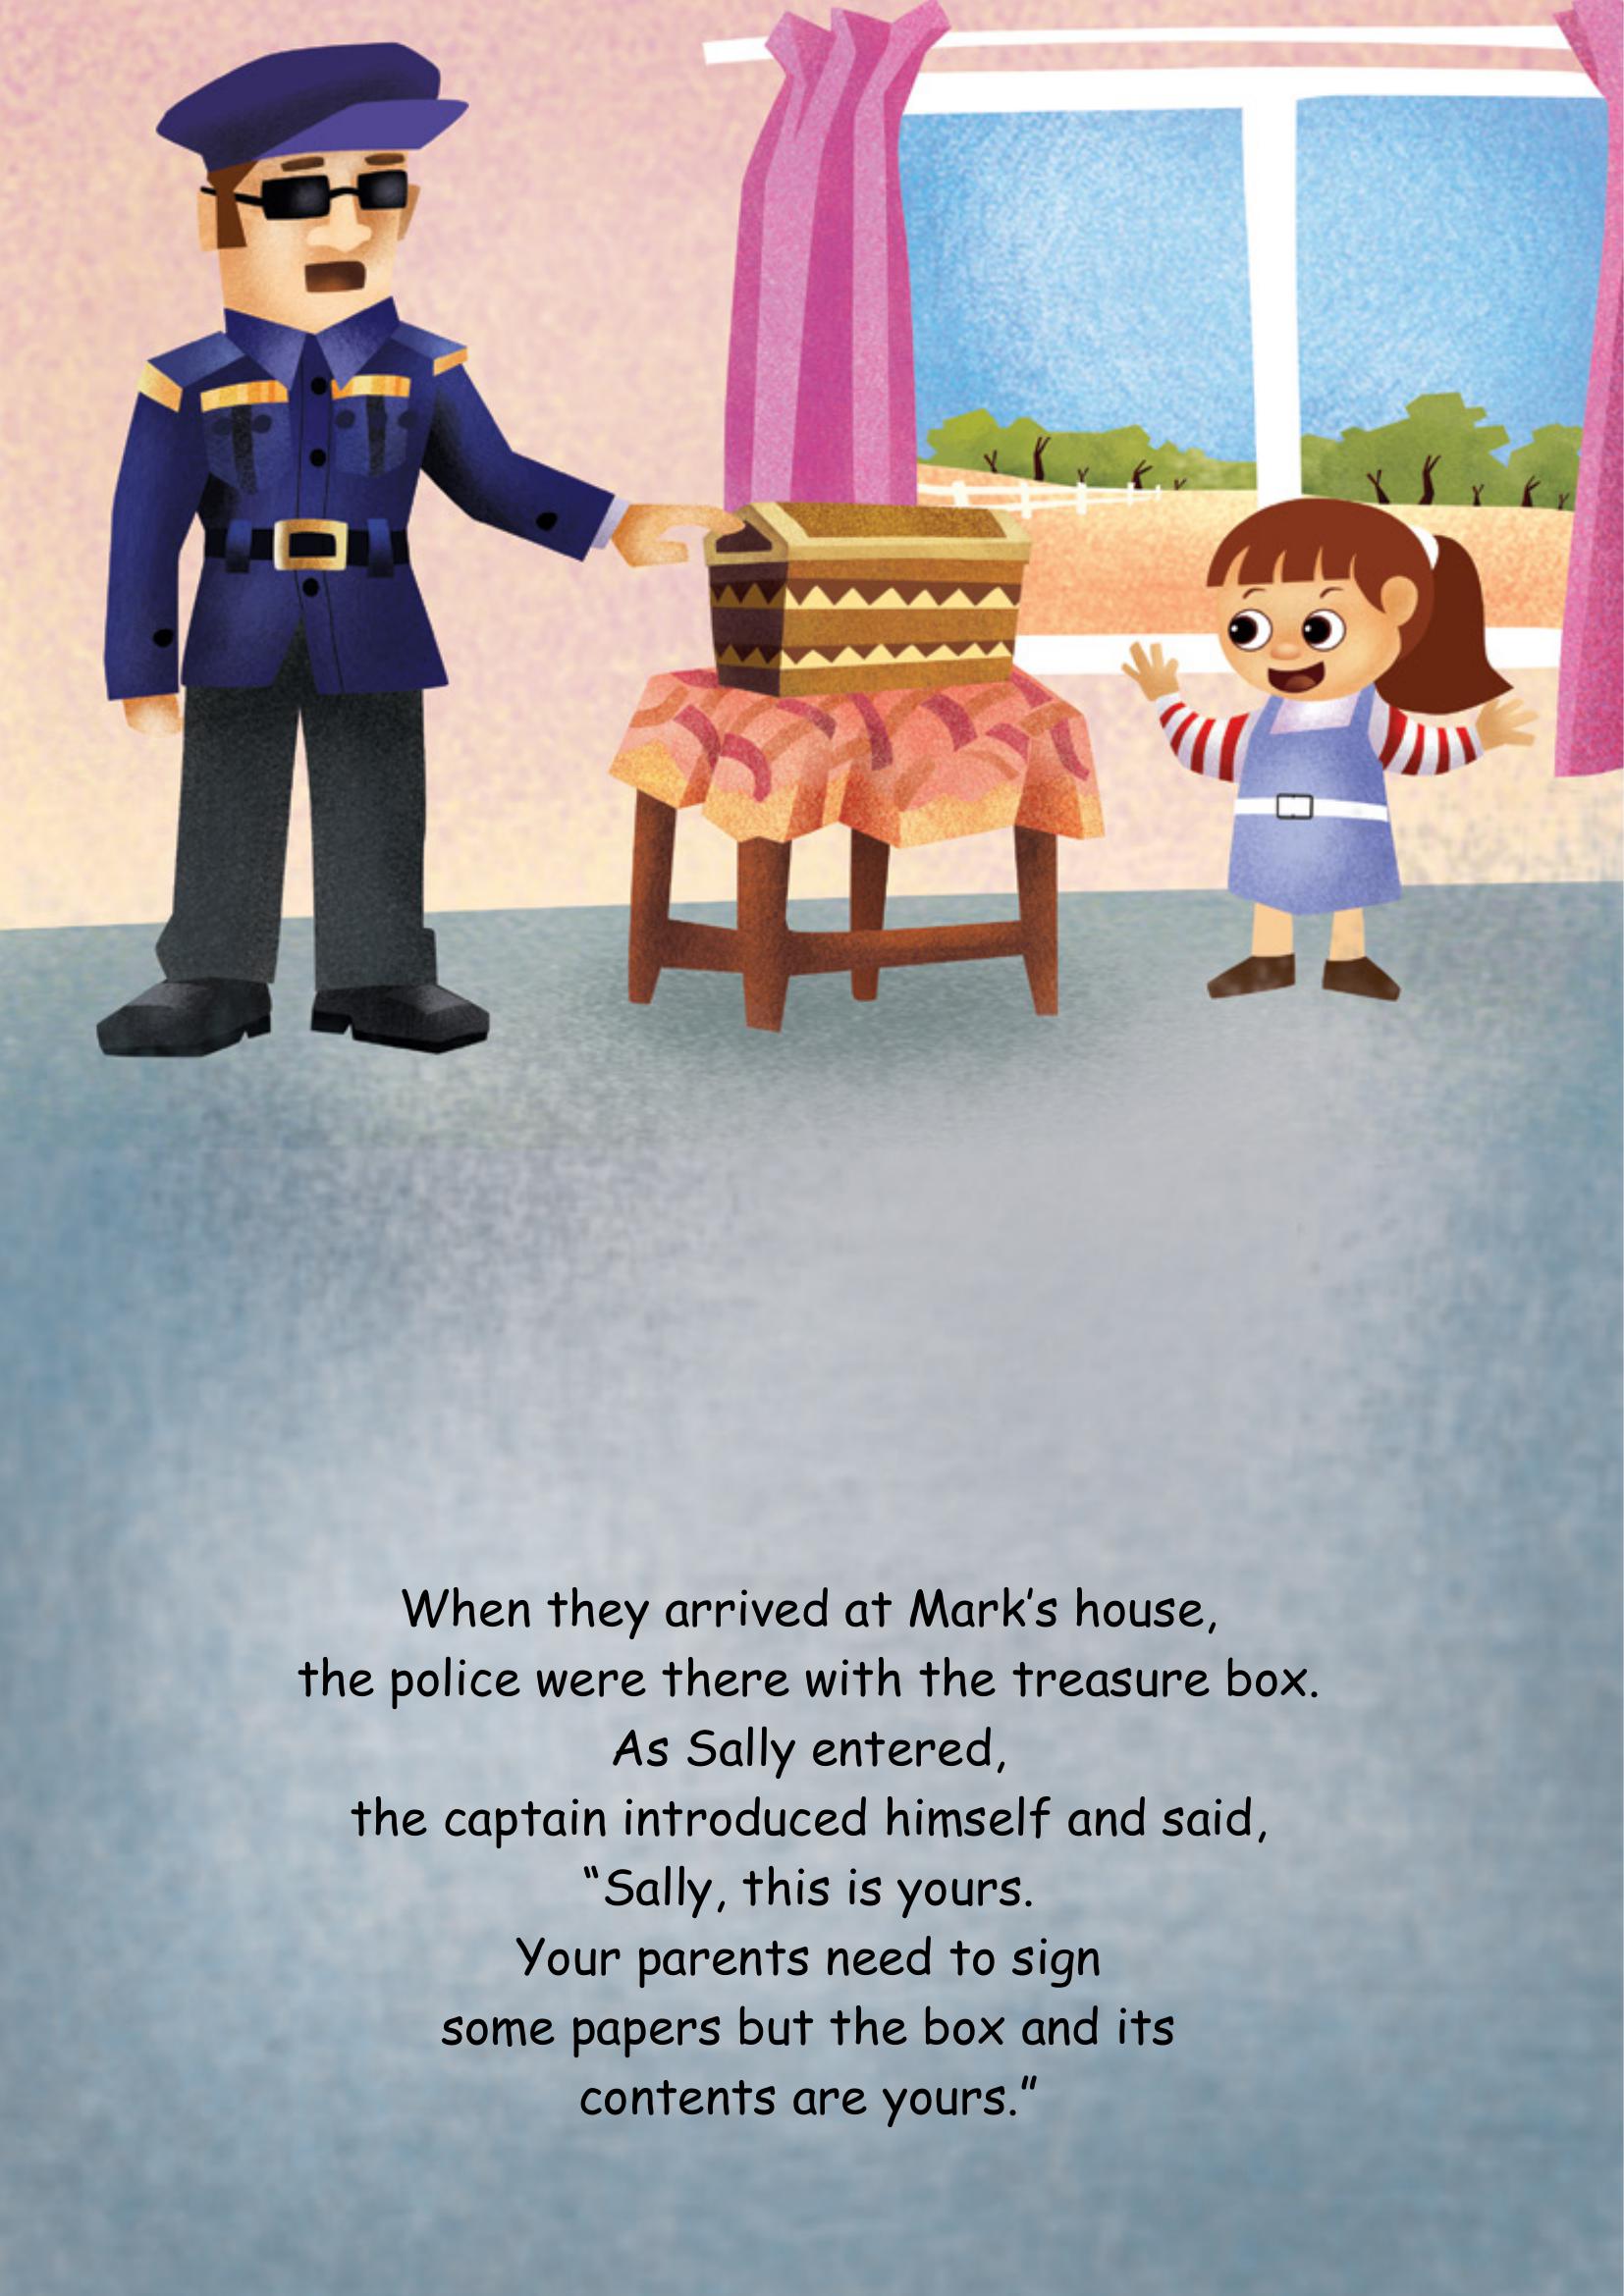 When they arrived at Mark’s house,
the police were there with the treasure box.
As Sally entered,
the captain introduced himself and said,
“Sally, this is yours.
Your parents need to sign
some papers but the box and its
contents are yours.”